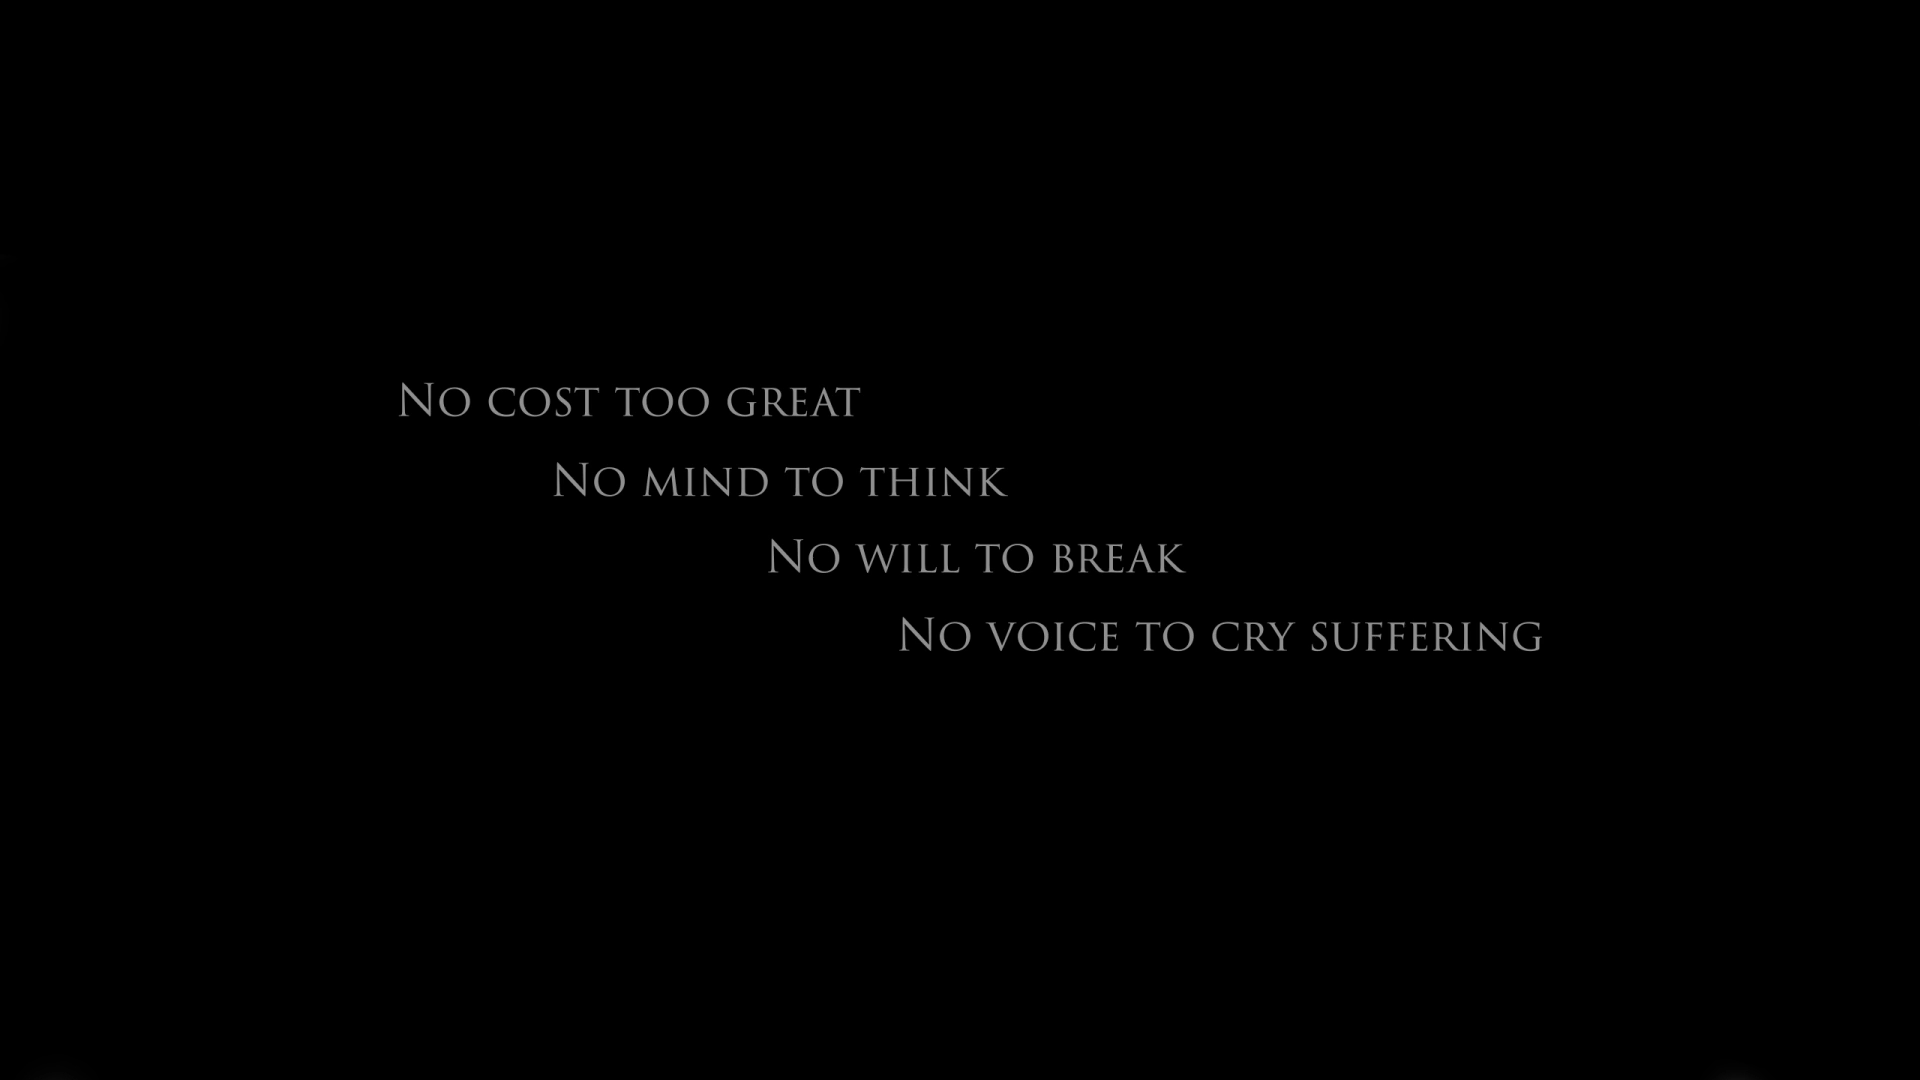 No cost too great
No mind to think
No will to break
No voice to cry suffering